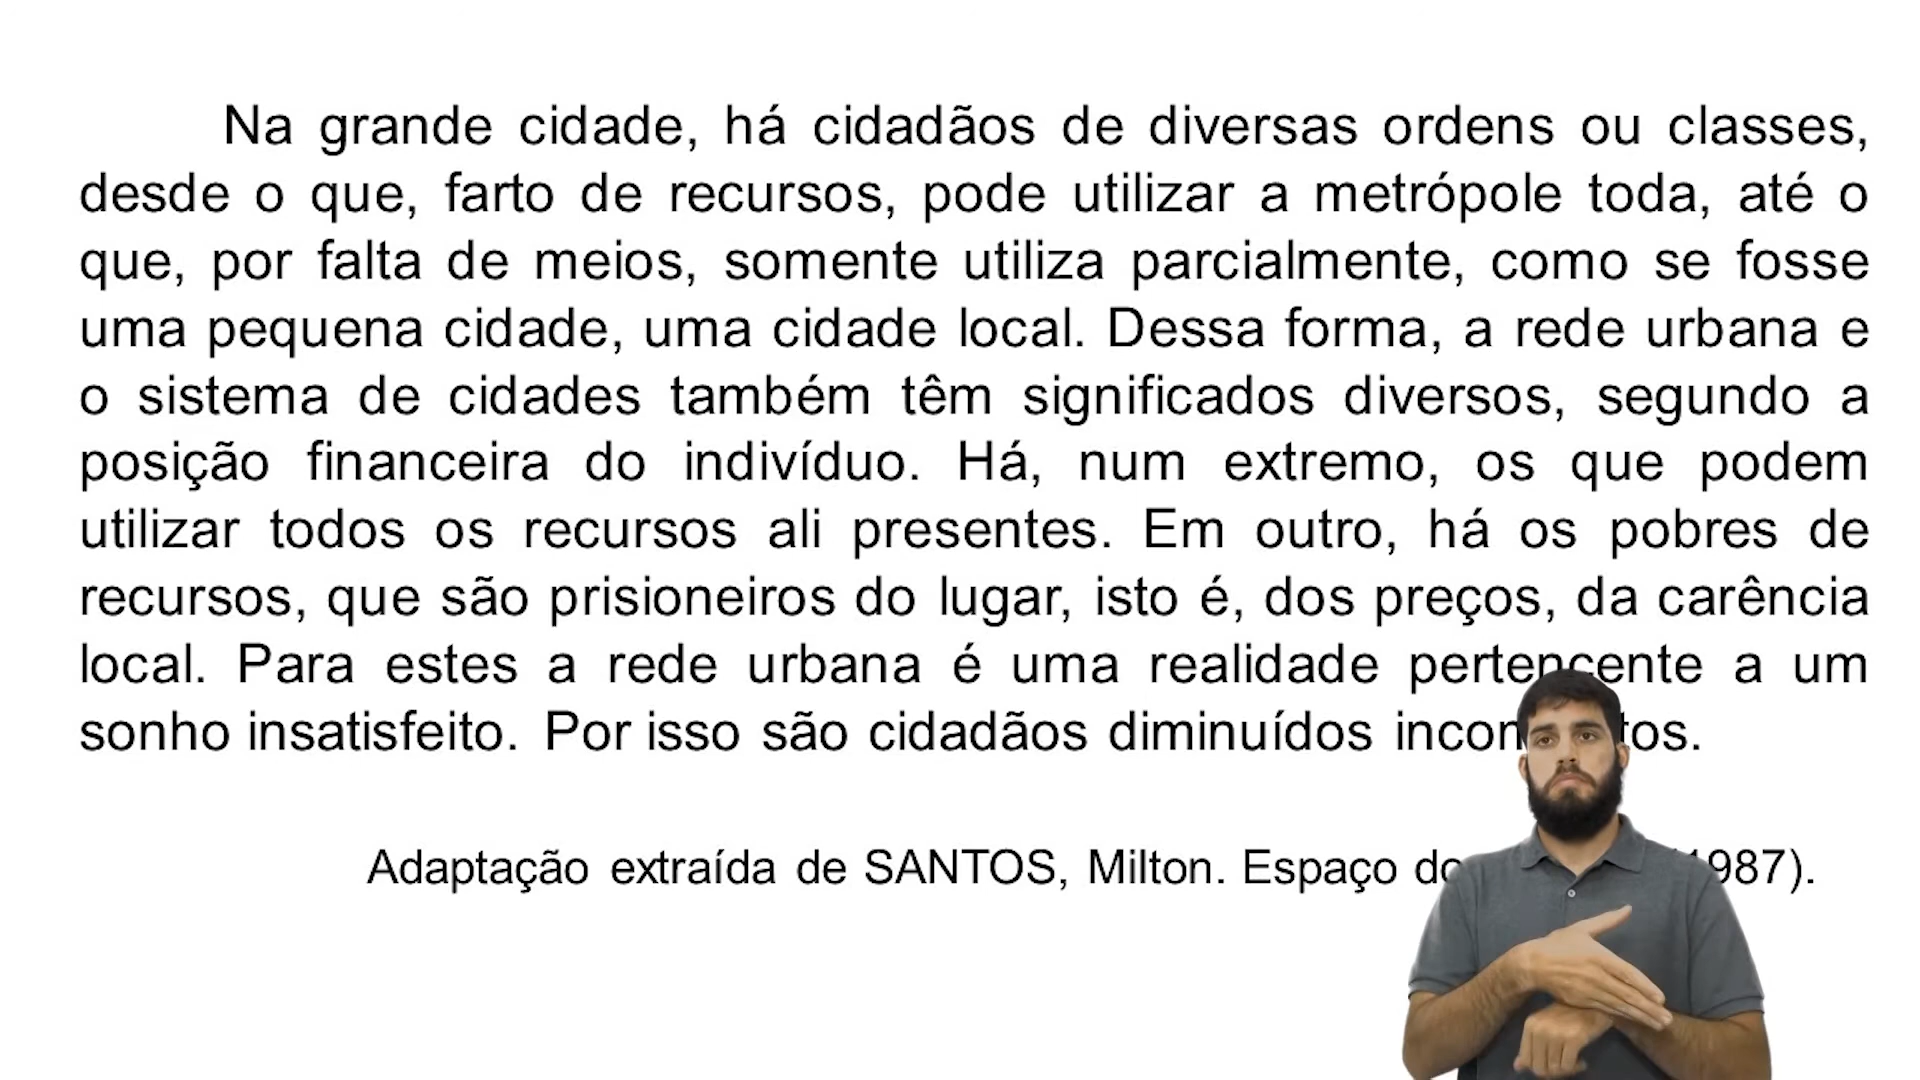 Na grande cidade, há cidadãos de diversas ordens ou classes,
desde o que, farto de recursos, pode utilizar a metrópole toda, até o
que, por falta de meios, somente utiliza parcialmente, como se fosse
uma pequena cidade, uma cidade local. Dessa forma, a rede urbana e
o sistema de cidades também têm significados diversos, segundo a
posição financeira do indivíduo. Há, num extremo, os que podem
utilizar todos os recursos ali presentes. Em outro, há os pobres de
recursos, que são prisioneiros do lugar, isto é, dos preços, da carência
local. Para estes a rede urbana é uma realidade pertencente a um
sonho insatisfeito. Por isso são cidadãos diminuídos
Adaptação extraída de SANTOS, Milton. Espaço 1987).